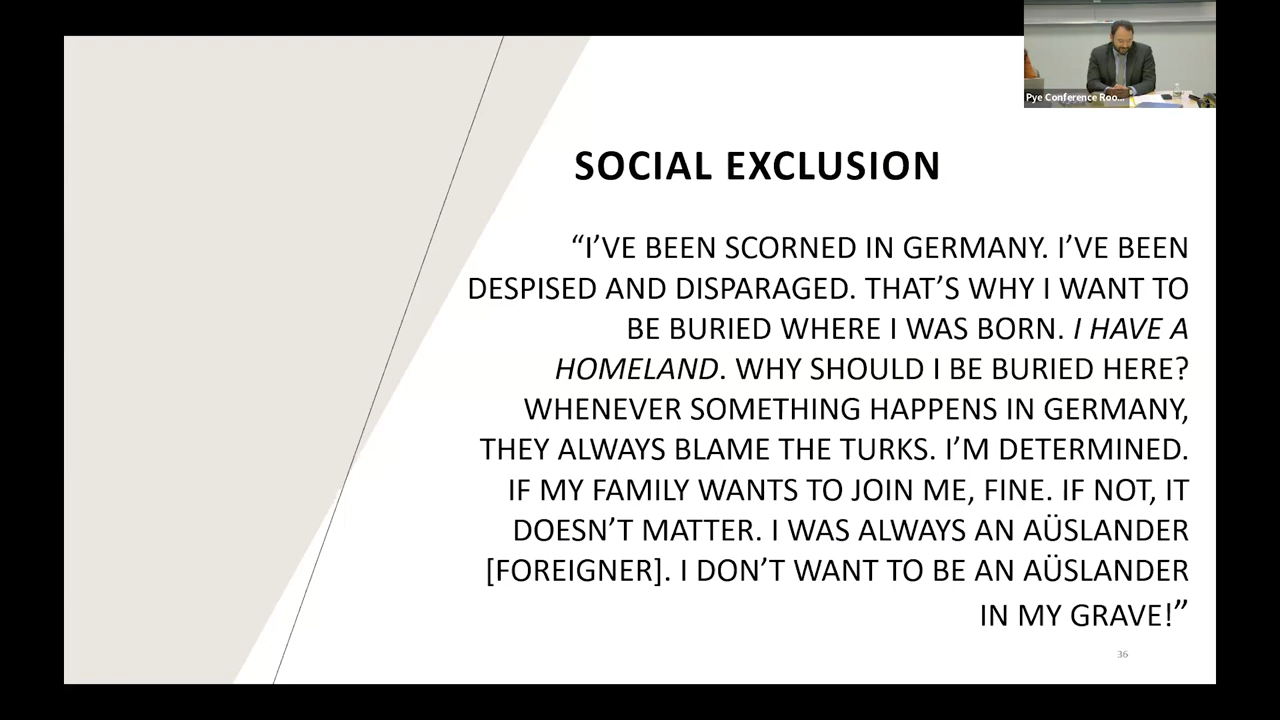 Pye Conference Roo...
SOCIAL EXCLUSION
“I’VE BEEN SCORNED IN GERMANY. I’VE BEEN
DESPISED AND DISPARAGED. THAT’S WHY I WANT TO
BE BURIED WHERE I WAS BORN. I HAVE A
HOMELAND. WHY SHOULD I BE BURIED HERE?
WHENEVER SOMETHING HAPPENS IN GERMANY,
THEY ALWAYS BLAME THE TURKS. I’M DETERMINED.
IF MY FAMILY WANTS TO JOIN ME, FINE. IF NOT, IT
DOESN’T MATTER. I WAS ALWAYS AN AÜSLANDER
[FOREIGNER]. I DON’T WANT TO BE AN AÜSLANDER
IN MY GRAVE!”
36